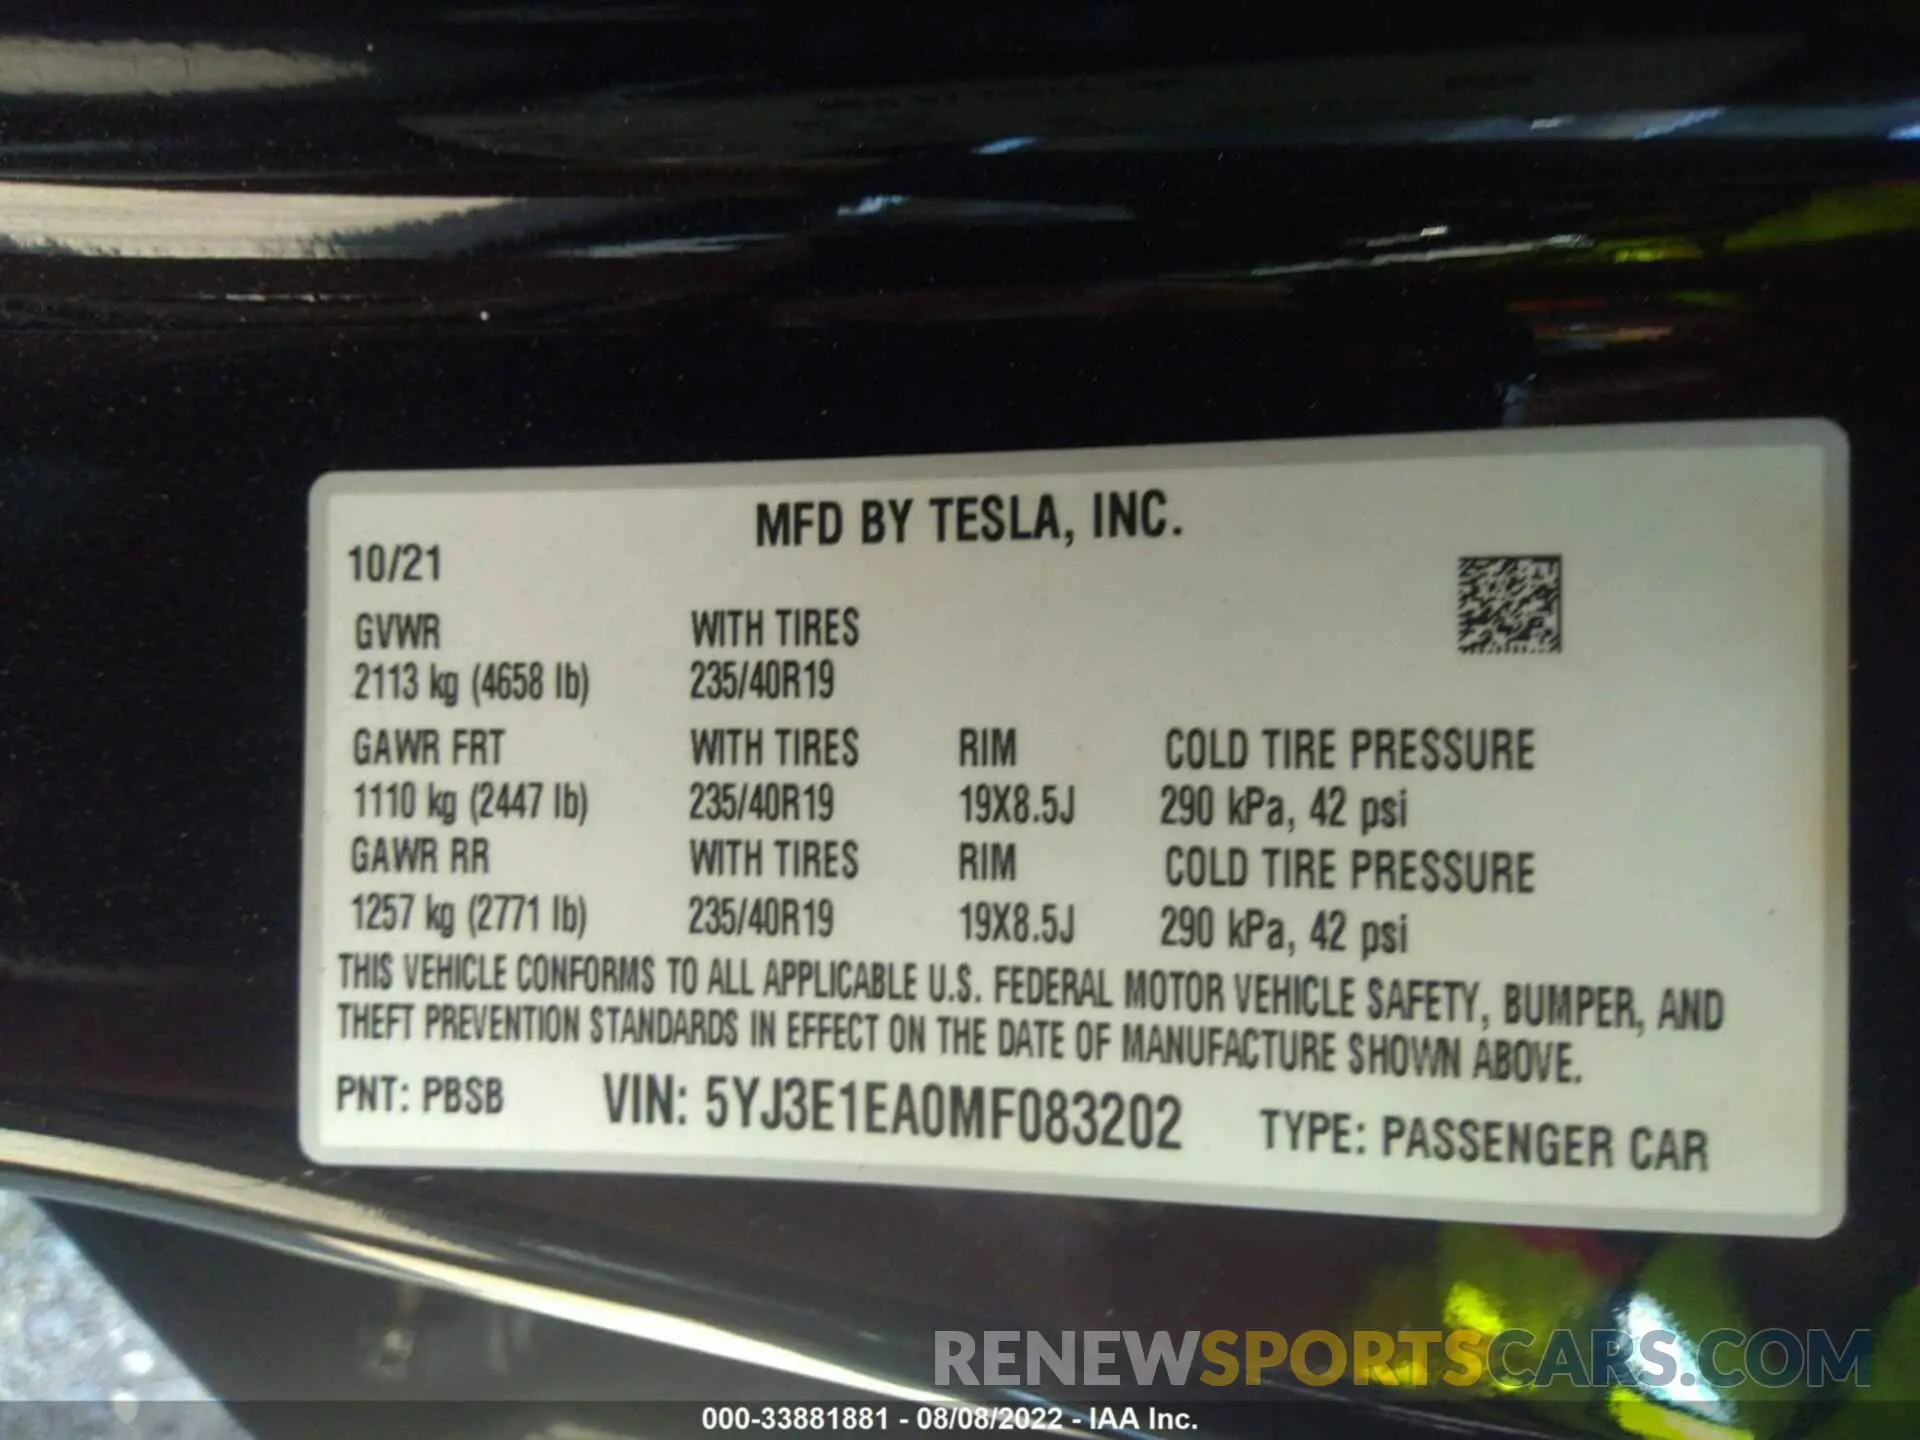 MFD BY TESLA, INC.
10/21
GVWR WITH TIRES
2113 kg (4658 lb) 235/40R19
GAWR FRT WITH TIRES RIM COLD TIRE PRESSURE
1110 kg (2447 lb) 235/40R19 19X8.5J 290 kPa, 42 psi
GAWR RR WITH TIRES RIM COLD TIRE PRESSURE
1257 kg (2771 lb) 235/40R19 19X8.5J 290 kPa, 42 psi
THIS VEHICLE CONFORMS TO ALL APPLICABLE U.S. FEDERAL MOTOR VEHICLE SAFETY, BUMPER, AND
THEFT PREVENTION STANDARDS IN EFFECT ON THE DATE OF MANUFACTURE SHOWN ABOVE.
PNT: PBSB VIN: 5YJ3E1EA0MF083202 TYPE: PASSENGER CAR
RENEWSPORTSCARS.COM
000-33881881 - 08/08/2022 - IAA Inc.